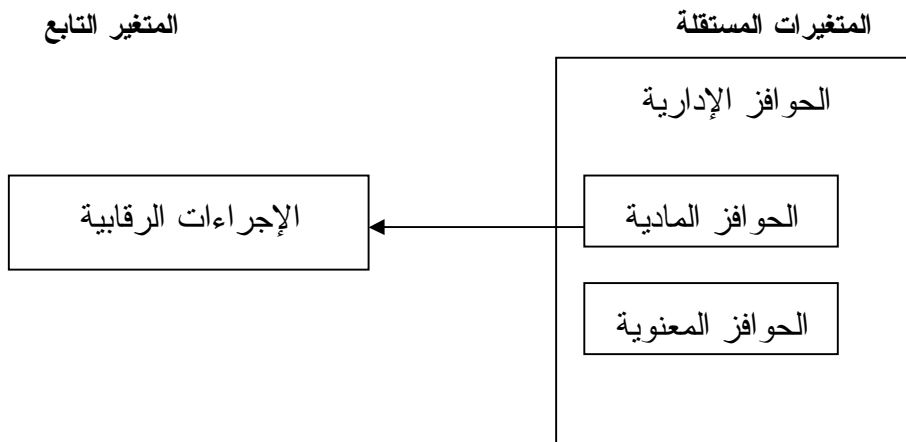 المتغيرات المستقلة
المتغير التابع
الحوافز الإدارية
الحوافز المادية
الإجراءات الرقابية
الحوافز المعنوية